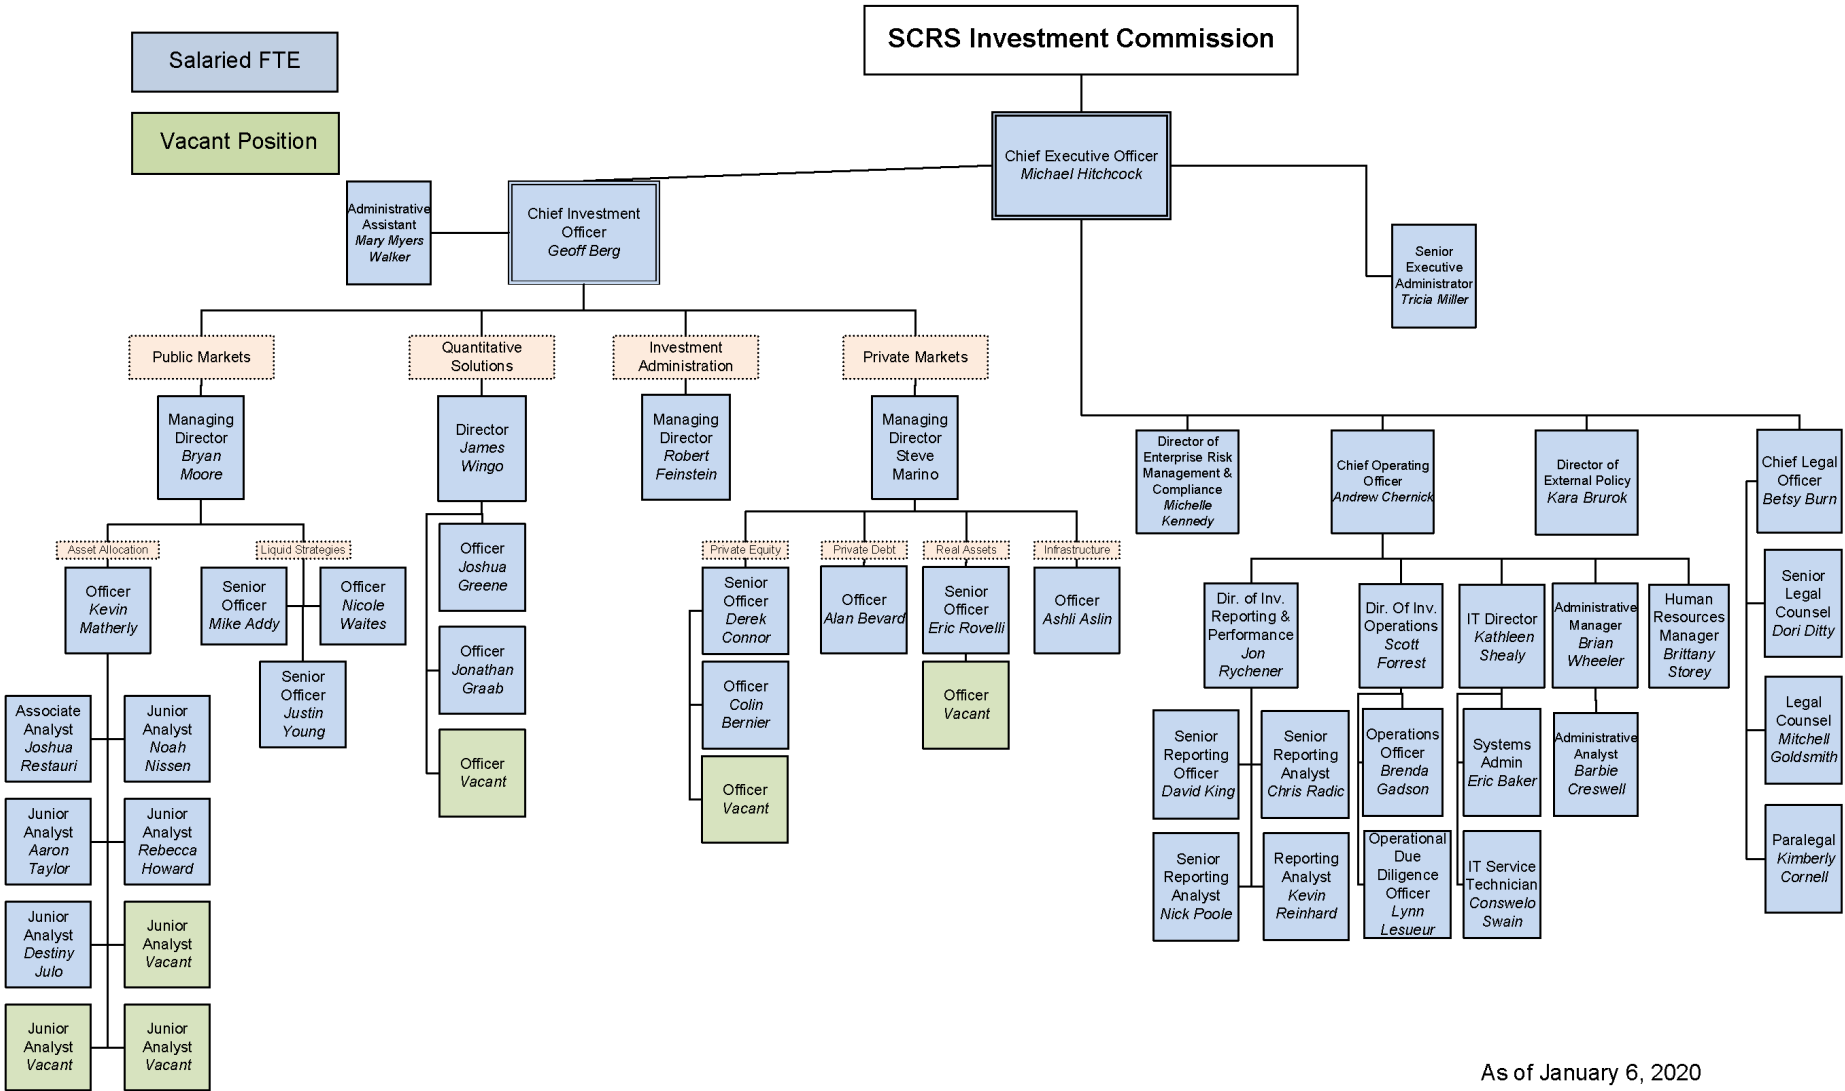 SCRS Investment Commission
Salaried FTE
Vacant Position
Chief Executive Officer
Michael Hitchcock
Administrative
Assistant
Mary Myers
Walker
Chief Investment
Officer
Geoff Berg
Senior
Executive
Administrator
Tricia Miller
Public Markets
Quantitative
Solutions
Investment
Administration
Private Markets
Managing
Director
Bryan
Moore
Director
James
Wingo
Managing
Director
Robert
Feinstein
Managing
Director
Steve
Marino
Director of
Enterprise Risk
Management &
Compliance
Michelle
Kennedy
Chief Operating
Officer
Andrew Chernick
Director of
External Policy
Kara Brurok
Chief Legal
Officer
Betsy Burn
Asset Allocation
Liquid Strategies
Officer
Kevin
Matherly
Senior
Officer
Mike Addy
Officer
Nicole
Waites
Senior
Officer
Justin
Young
Officer
Joshua
Greene
Officer
Jonathan
Graab
Officer
Vacant
Private Equity
Private Debt
Real Assets
Infrastructure
Senior
Officer
Derek
Connor
Officer
Alan Bevard
Senior
Officer
Eric Rovelli
Officer
Ashli Aslin
Officer
Colin
Bernier
Officer
Vacant
Officer
Vacant
Dir. of Inv.
Reporting &
Performance
Jon
Rychener
Dir. Of Inv.
Operations
Scott
Forrest
IT Director
Kathleen
Shealy
Administrative
Manager
Brian
Wheeler
Human
Resources
Manager
Brittany
Storey
Senior
Legal
Counsel
Dori Ditty
Legal
Counsel
Mitchell
Goldsmith
Paralegal
Kimberly
Cornell
Associate
Analyst
Joshua
Restauri
Junior
Analyst
Noah
Nissen
Junior
Analyst
Aaron
Taylor
Junior
Analyst
Rebecca
Howard
Junior
Analyst
Destiny
Julo
Junior
Analyst
Vacant
Junior
Analyst
Vacant
Junior
Analyst
Vacant
Senior
Reporting
Officer
David King
Senior
Reporting
Analyst
Chris Radic
Operations
Officer
Brenda
Gadson
Systems
Admin
Eric Baker
Administrative
Analyst
Barbie
Creswell
Senior
Reporting
Analyst
Nick Poole
Reporting
Analyst
Kevin
Reinhard
Operational
Due
Diligence
Officer
Lynn
Lesueur
IT Service
Technician
Conswelo
Swain
As of January 6, 2020